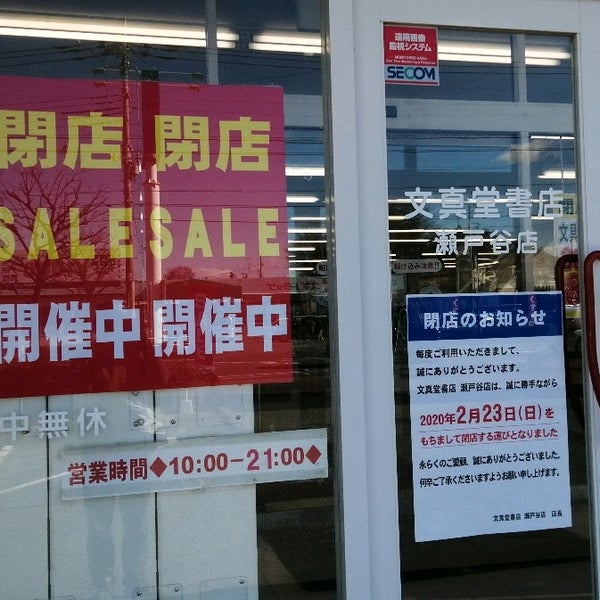 閉店 閉店
SALE SALE
開催中 開催中
中無休
営業時間◆10:00−21:00◆
遠隔画像
監視システム
SECOM
文真堂書店
瀬戸谷店
駆け込み注意!!
閉店のお知らせ
毎度ご利用いただきまして、
誠にありがとうございます。
文真堂書店 瀬戸谷店は、誠に勝手ながら
2020年2月23日(日)を
もちまして閉店する運びとなりました
永らくのご愛顧、誠にありがとうございました。
何卒ご了承くださいますようお願い申し上げます。
文真堂書店 瀬戸谷店 店長